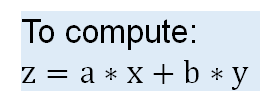 To compute:
z = a ∗ x + b ∗ y